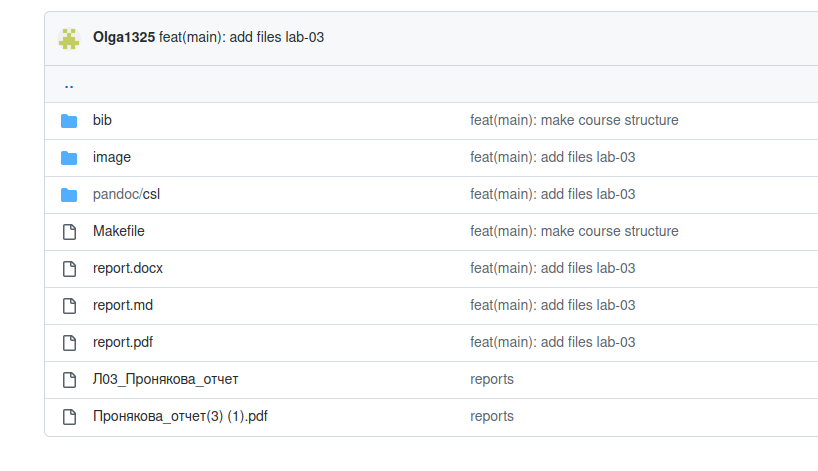 Olga1325 feat(main): add files lab-03
..
bib feat(main): make course structure
image feat(main): add files lab-03
pandoc/csl feat(main): add files lab-03
Makefile feat(main): make course structure
report.docx feat(main): add files lab-03
report.md feat(main): add files lab-03
report.pdf feat(main): add files lab-03
Л03_Пронякова_отчет reports
Пронякова_отчет(3) (1).pdf reports